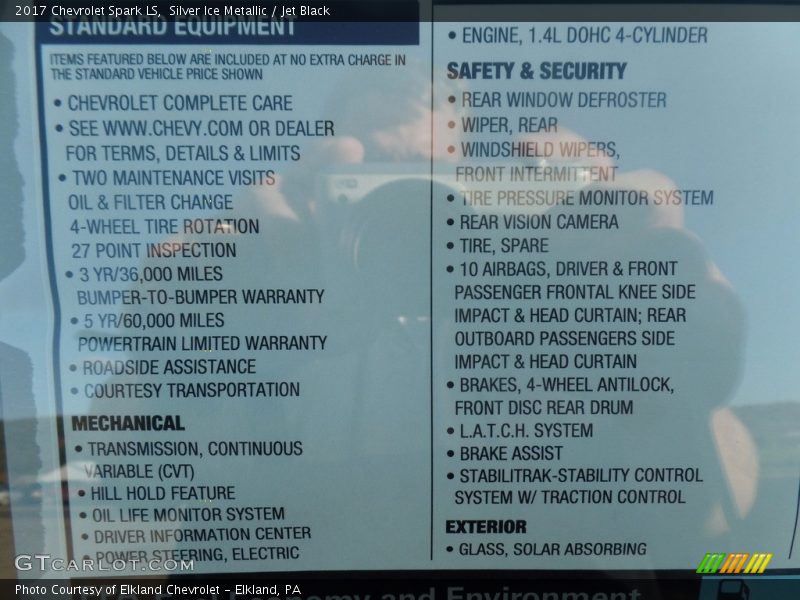 2017 Chevrolet Spark LS, Silver Ice Metallic / Jet Black
STANDARD EQUIPMENT
ITEMS FEATURED BELOW ARE INCLUDED AT NO EXTRA CHARGE IN
THE STANDARD VEHICLE PRICE SHOWN
• CHEVROLET COMPLETE CARE
• SEE WWW.CHEVY.COM OR DEALER
FOR TERMS, DETAILS & LIMITS
• TWO MAINTENANCE VISITS
OIL & FILTER CHANGE
4-WHEEL TIRE ROTATION
27 POINT INSPECTION
• 3 YR/36,000 MILES
BUMPER-TO-BUMPER WARRANTY
• 5 YR/60,000 MILES
POWERTRAIN LIMITED WARRANTY
• ROADSIDE ASSISTANCE
• COURTESY TRANSPORTATION
MECHANICAL
• TRANSMISSION, CONTINUOUS
VARIABLE (CVT)
• HILL HOLD FEATURE
• OIL LIFE MONITOR SYSTEM
• DRIVER INFORMATION CENTER
• POWER STEERING, ELECTRIC
• ENGINE, 1.4L DOHC 4-CYLINDER
SAFETY & SECURITY
• REAR WINDOW DEFROSTER
• WIPER, REAR
• WINDSHIELD WIPERS,
FRONT INTERMITTENT
• TIRE PRESSURE MONITOR SYSTEM
• REAR VISION CAMERA
• TIRE, SPARE
• 10 AIRBAGS, DRIVER & FRONT
PASSENGER FRONTAL KNEE SIDE
IMPACT & HEAD CURTAIN; REAR
OUTBOARD PASSENGERS SIDE
IMPACT & HEAD CURTAIN
• BRAKES, 4-WHEEL ANTILOCK,
FRONT DISC REAR DRUM
• L.A.T.C.H. SYSTEM
• BRAKE ASSIST
• STABILITRAK-STABILITY CONTROL
SYSTEM W/ TRACTION CONTROL
EXTERIOR
• GLASS, SOLAR ABSORBING
GTCARLOT.COM
Photo Courtesy of Elkland Chevrolet - Elkland, PA
and Environment